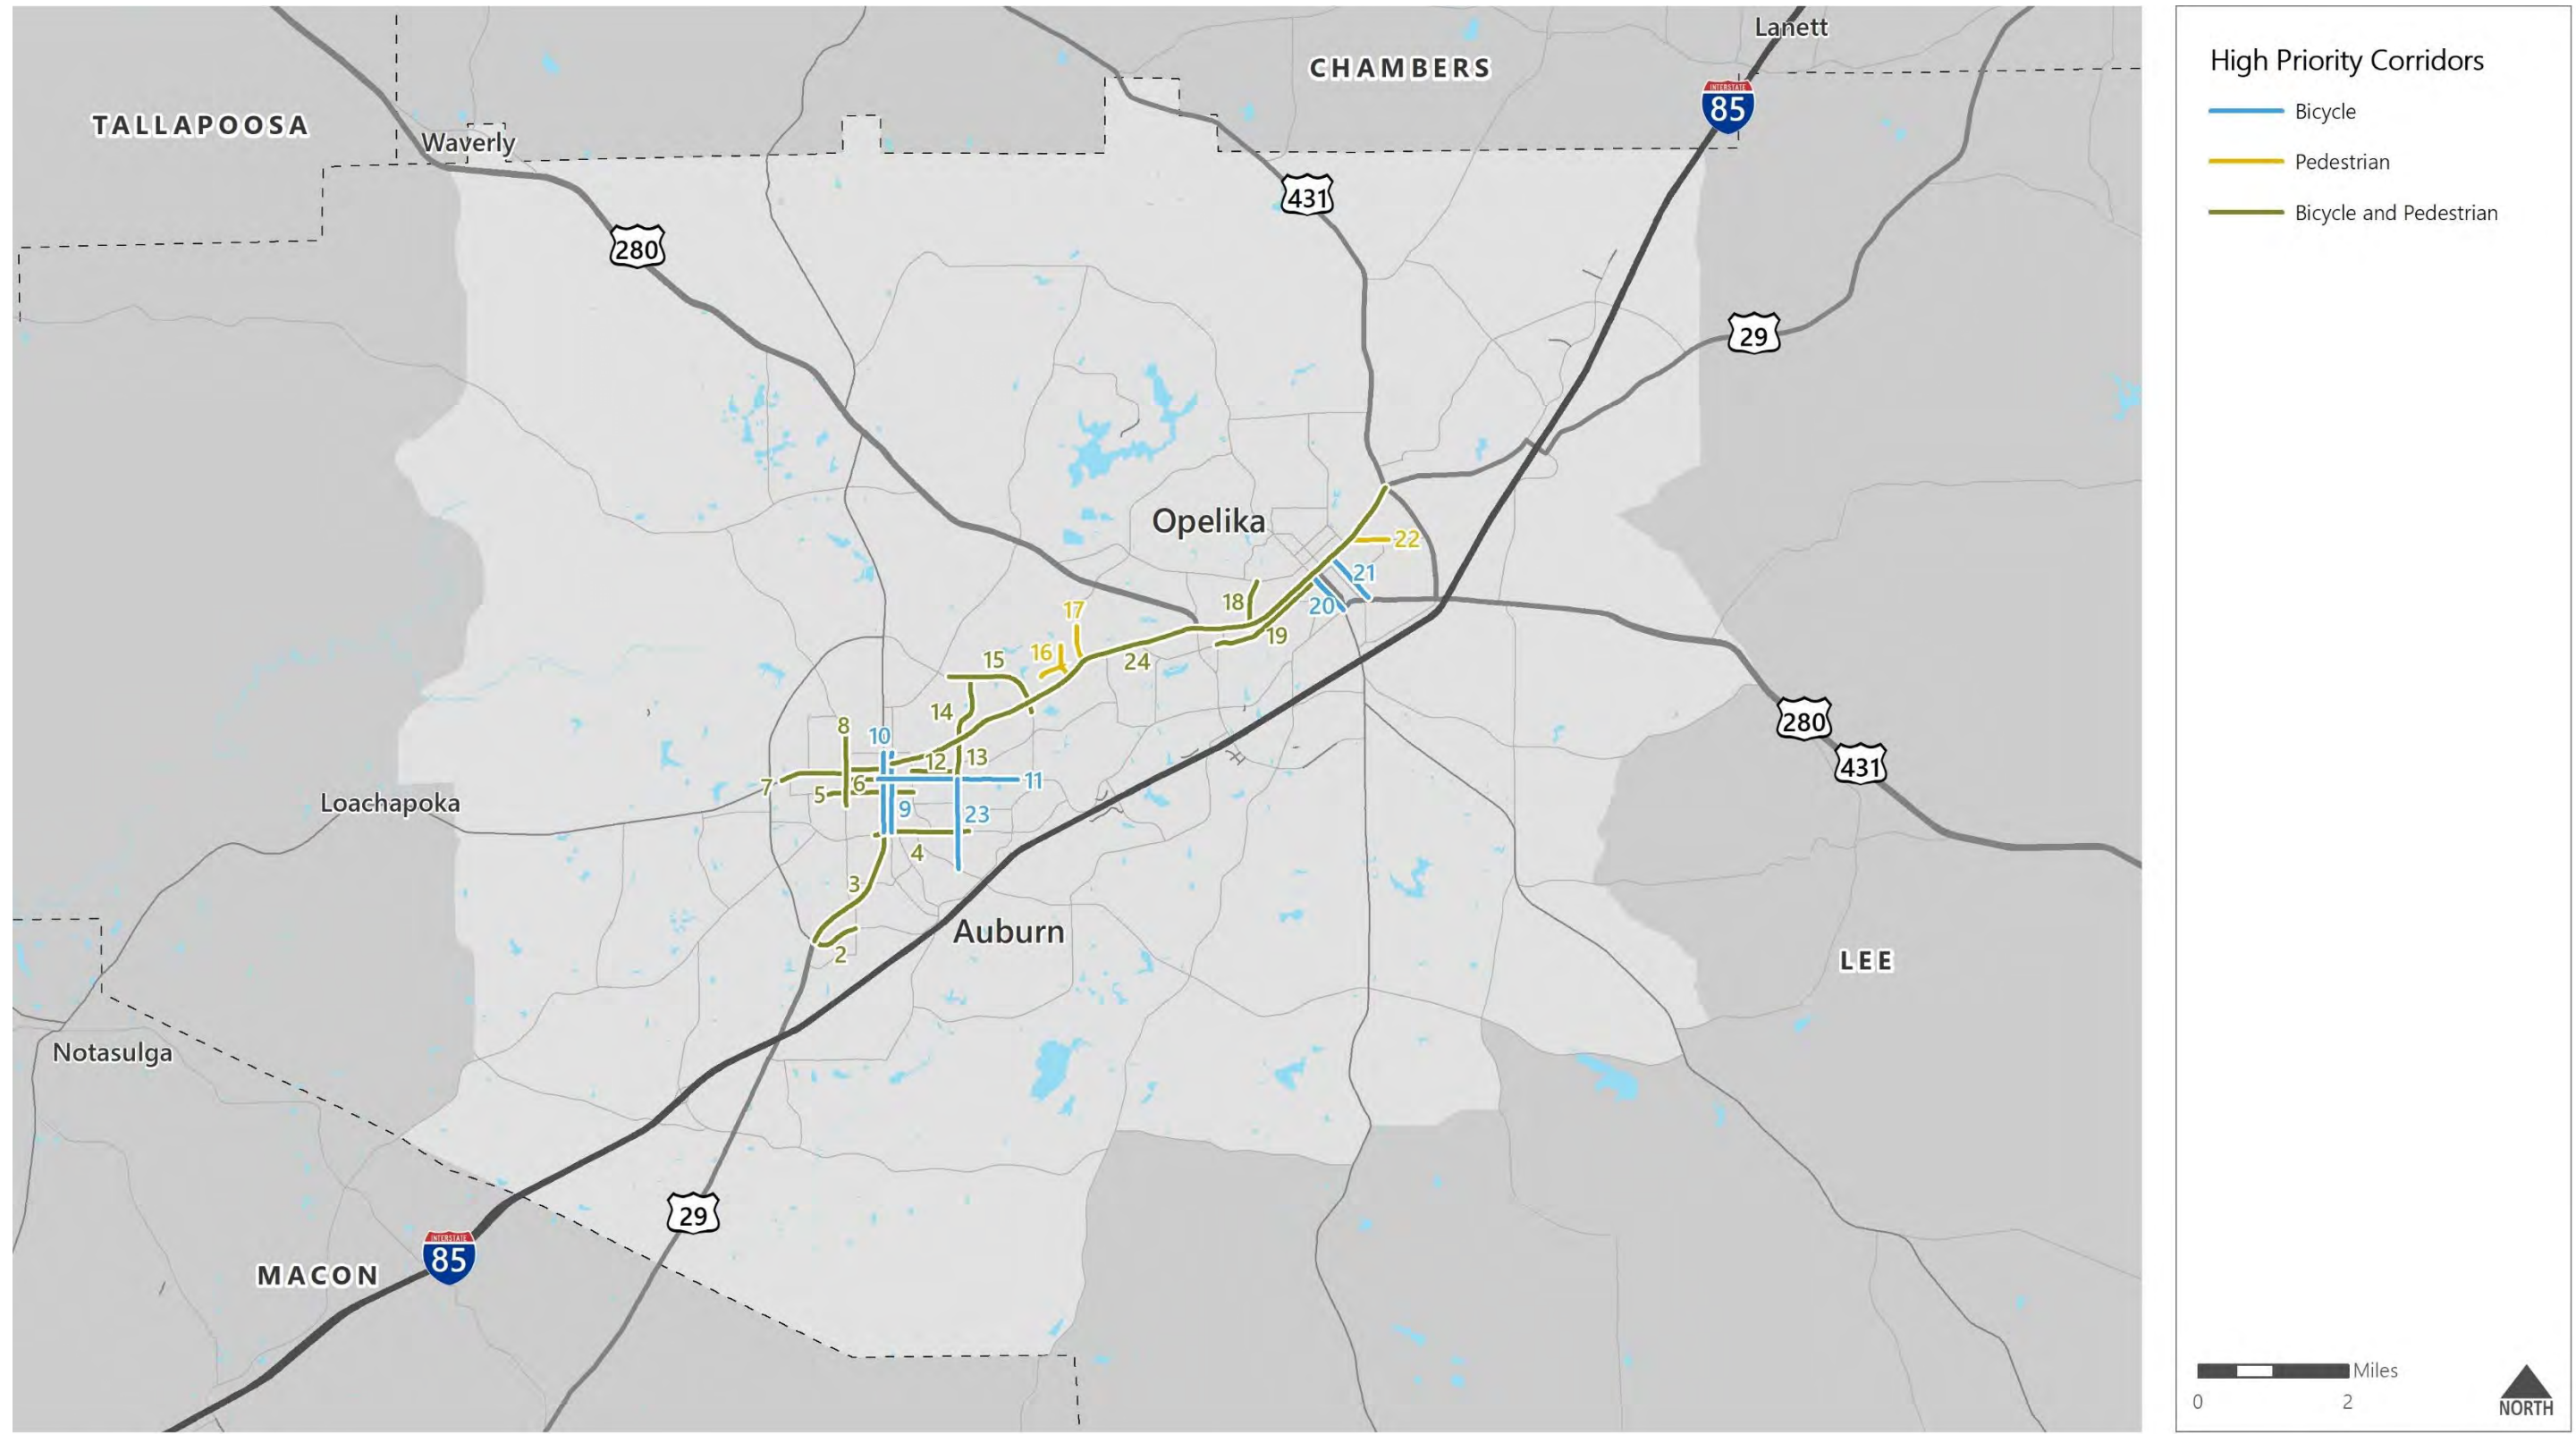 Lanett
CHAMBERS
INTERSTATE
85
TALLAPOOSA
Waverly
431
280
29
Opelika
22
21
20
18
19
17
16
24
15
14
8
10
12
13
7
6
11
5
9
23
4
3
2
280
431
Loachapoka
Auburn
LEE
Notasulga
29
INTERSTATE
85
MACON
High Priority Corridors
Bicycle
Pedestrian
Bicycle and Pedestrian
Miles
0 2
NORTH